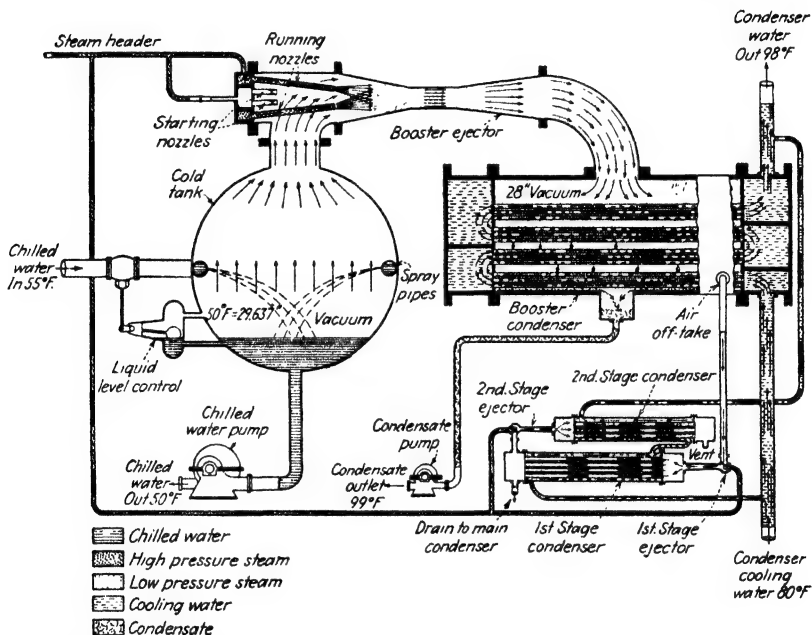 Steam header
Running
nozzles
Starting
nozzles
Booster ejector
Condenser
water
Out 98°F
Cold
tank
28" Vacuum
Chilled
water
In 55°F.
50°F=29.637"
Vacuum
Spray
pipes
Liquid
level control
Booster
condenser
Air
off-take
2nd. Stage condenser
2nd. Stage
ejector
Chilled
water pump
Condensate
pump
Vent
Chilled
water
Out 50°F
Condensate
outlet
99°F
Drain to main
condenser
1st. Stage
condenser
1st. Stage
ejector
Condenser
cooling
water 80°F
Chilled water
High pressure steam
Low pressure steam
Cooling water
Condensate